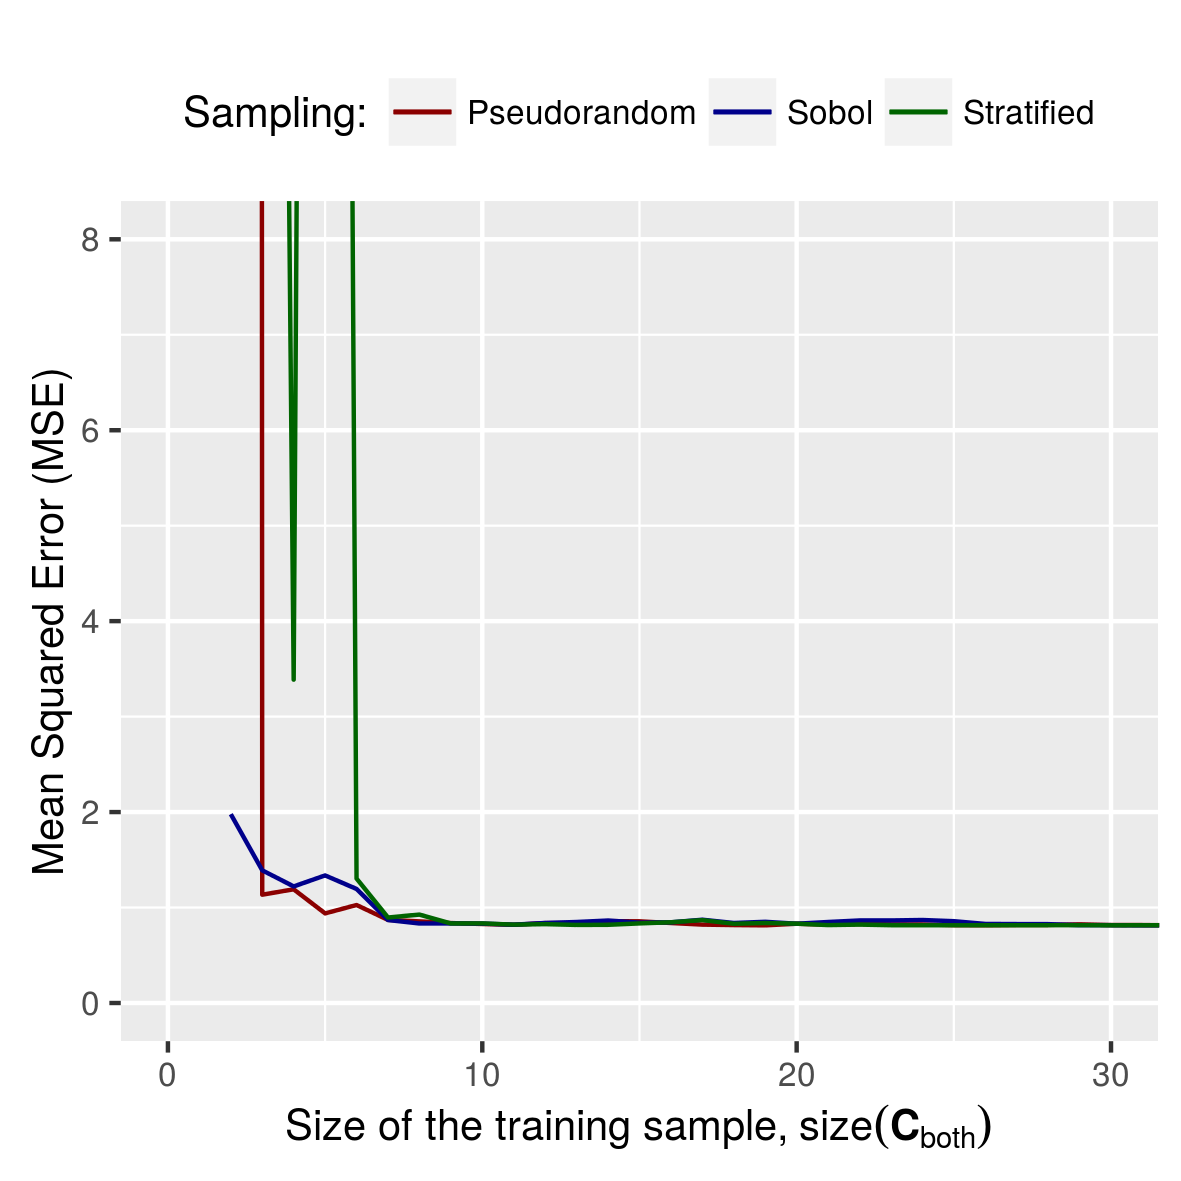 Sampling: Pseudorandom Sobol Stratified
Mean Squared Error (MSE)
8
6
4
2
0
0 10 20 30
Size of the training sample, size(C_both)